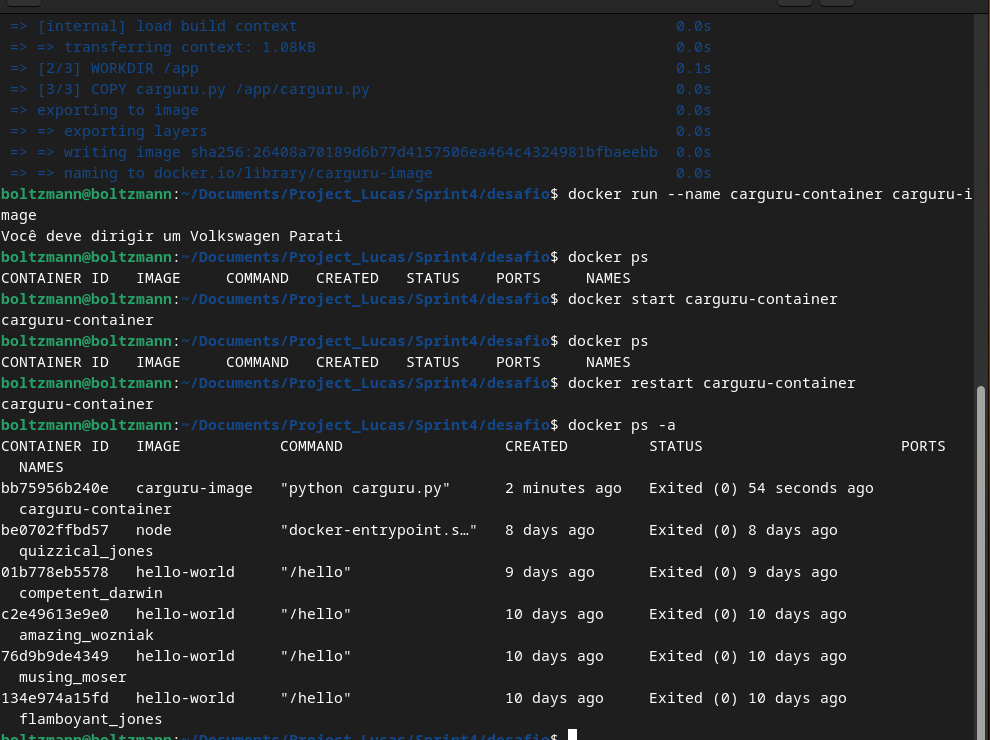 => [internal] load build context 0.0s
=> => transferring context: 1.08kB 0.0s
=> [2/3] WORKDIR /app 0.1s
=> [3/3] COPY carguru.py /app/carguru.py 0.0s
=> exporting to image 0.0s
=> => exporting layers 0.0s
=> => writing image sha256:26408a70189d6b77d4157506ea464c4324981bfbaeebb 0.0s
=> => naming to docker.io/library/carguru-image 0.0s
boltzmann@boltzmann:~/Documents/Project_Lucas/Sprint4/desafio$ docker run --name carguru-container carguru-i
mage
Você deve dirigir um Volkswagen Parati
boltzmann@boltzmann:~/Documents/Project_Lucas/Sprint4/desafio$ docker ps
CONTAINER ID IMAGE COMMAND CREATED STATUS PORTS NAMES
boltzmann@boltzmann:~/Documents/Project_Lucas/Sprint4/desafio$ docker start carguru-container
carguru-container
boltzmann@boltzmann:~/Documents/Project_Lucas/Sprint4/desafio$ docker ps
CONTAINER ID IMAGE COMMAND CREATED STATUS PORTS NAMES
boltzmann@boltzmann:~/Documents/Project_Lucas/Sprint4/desafio$ docker restart carguru-container
carguru-container
boltzmann@boltzmann:~/Documents/Project_Lucas/Sprint4/desafio$ docker ps -a
CONTAINER ID IMAGE COMMAND CREATED STATUS PORTS
NAMES
bb75956b240e carguru-image "python carguru.py" 2 minutes ago Exited (0) 54 seconds ago
carguru-container
be0702ffbd57 node "docker-entrypoint.s…" 8 days ago Exited (0) 8 days ago
quizzical_jones
01b778eb5578 hello-world "/hello" 9 days ago Exited (0) 9 days ago
competent_darwin
c2e49613e9e0 hello-world "/hello" 10 days ago Exited (0) 10 days ago
amazing_wozniak
76d9b9de4349 hello-world "/hello" 10 days ago Exited (0) 10 days ago
musing_moser
134e974a15fd hello-world "/hello" 10 days ago Exited (0) 10 days ago
flamboyant_jones
boltzmann@boltzmann:~/Documents/Project_Lucas/Sprint4/desafio$